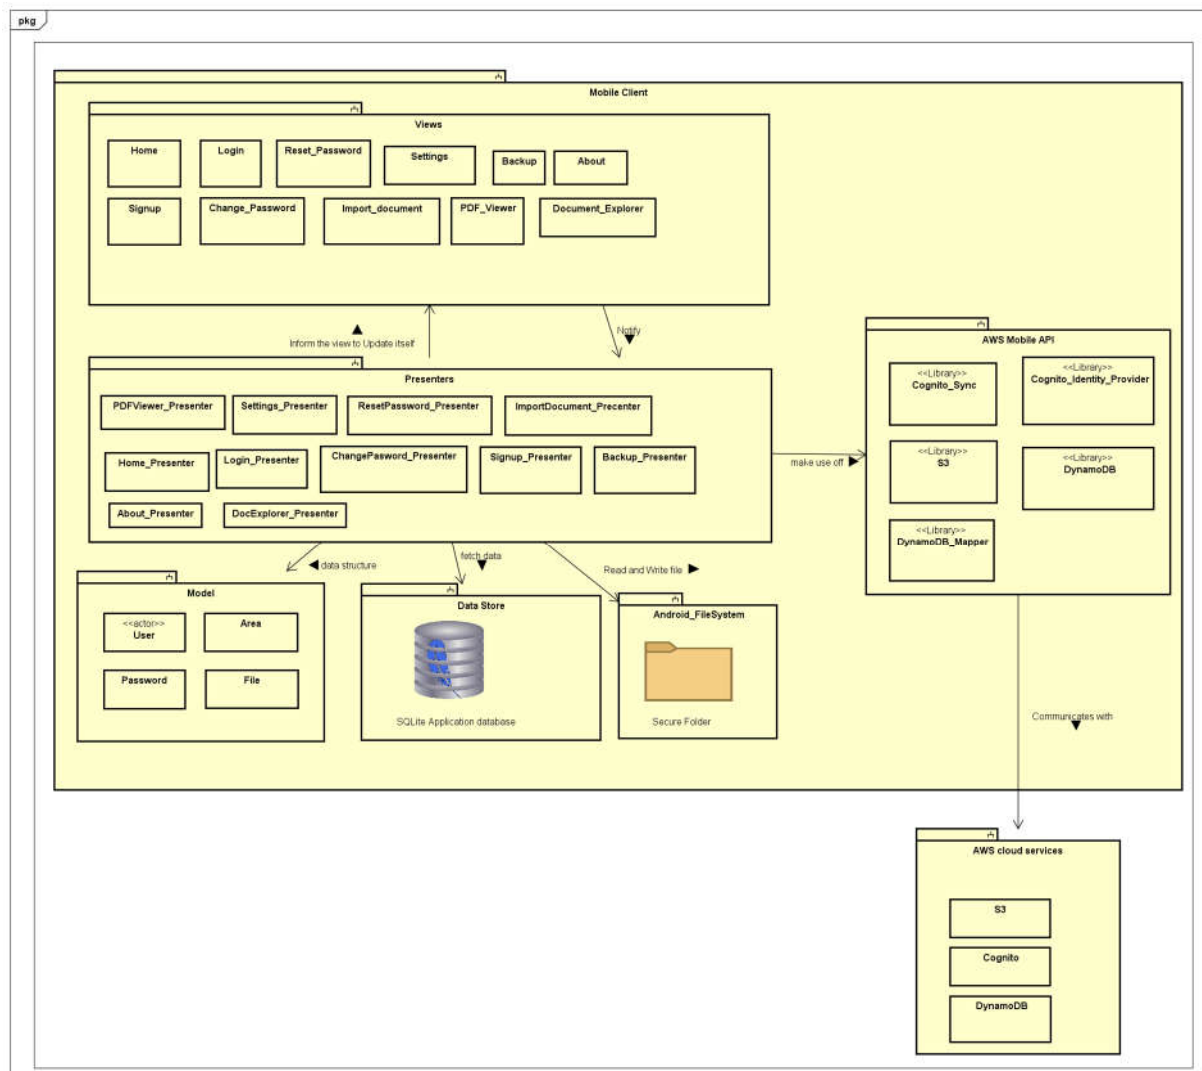 pkg
Mobile Client
Views
Home
Login
Reset_Password
Settings
Backup
About
Signup
Change_Password
Import_document
PDF_Viewer
Document_Explorer
Inform the view to Update itself
Notify
Presenters
PDFViewer_Presenter
Settings_Presenter
ResetPassword_Presenter
ImportDocument_Precenter
Home_Presenter
Login_Presenter
ChangePasword_Presenter
Signup_Presenter
Backup_Presenter
About_Presenter
DocExplorer_Presenter
make use off
AWS Mobile API
<<Library>>
Cognito_Sync
<<Library>>
Cognito_Identity_Provider
<<Library>>
S3
<<Library>>
DynamoDB
<<Library>>
DynamoDB_Mapper
data structure
fetch data
Read and Write file
Model
<<actor>>
User
Area
Password
File
Data Store
SQLite Application database
Android_FileSystem
Secure Folder
Communicates with
AWS cloud services
S3
Cognito
DynamoDB